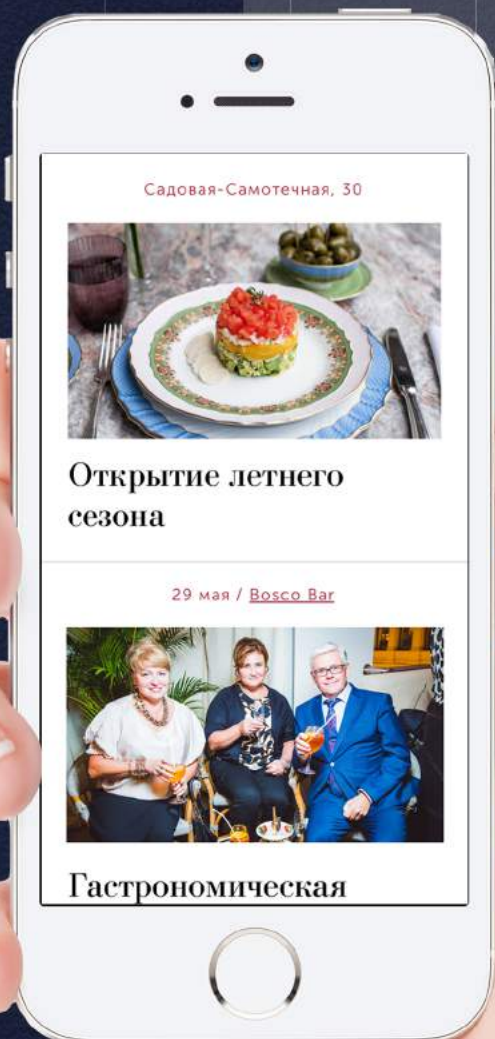 Садовая-Самотечная, 30
Открытие летнего
сезона
29 мая / Bosco Bar
Гастрономическая